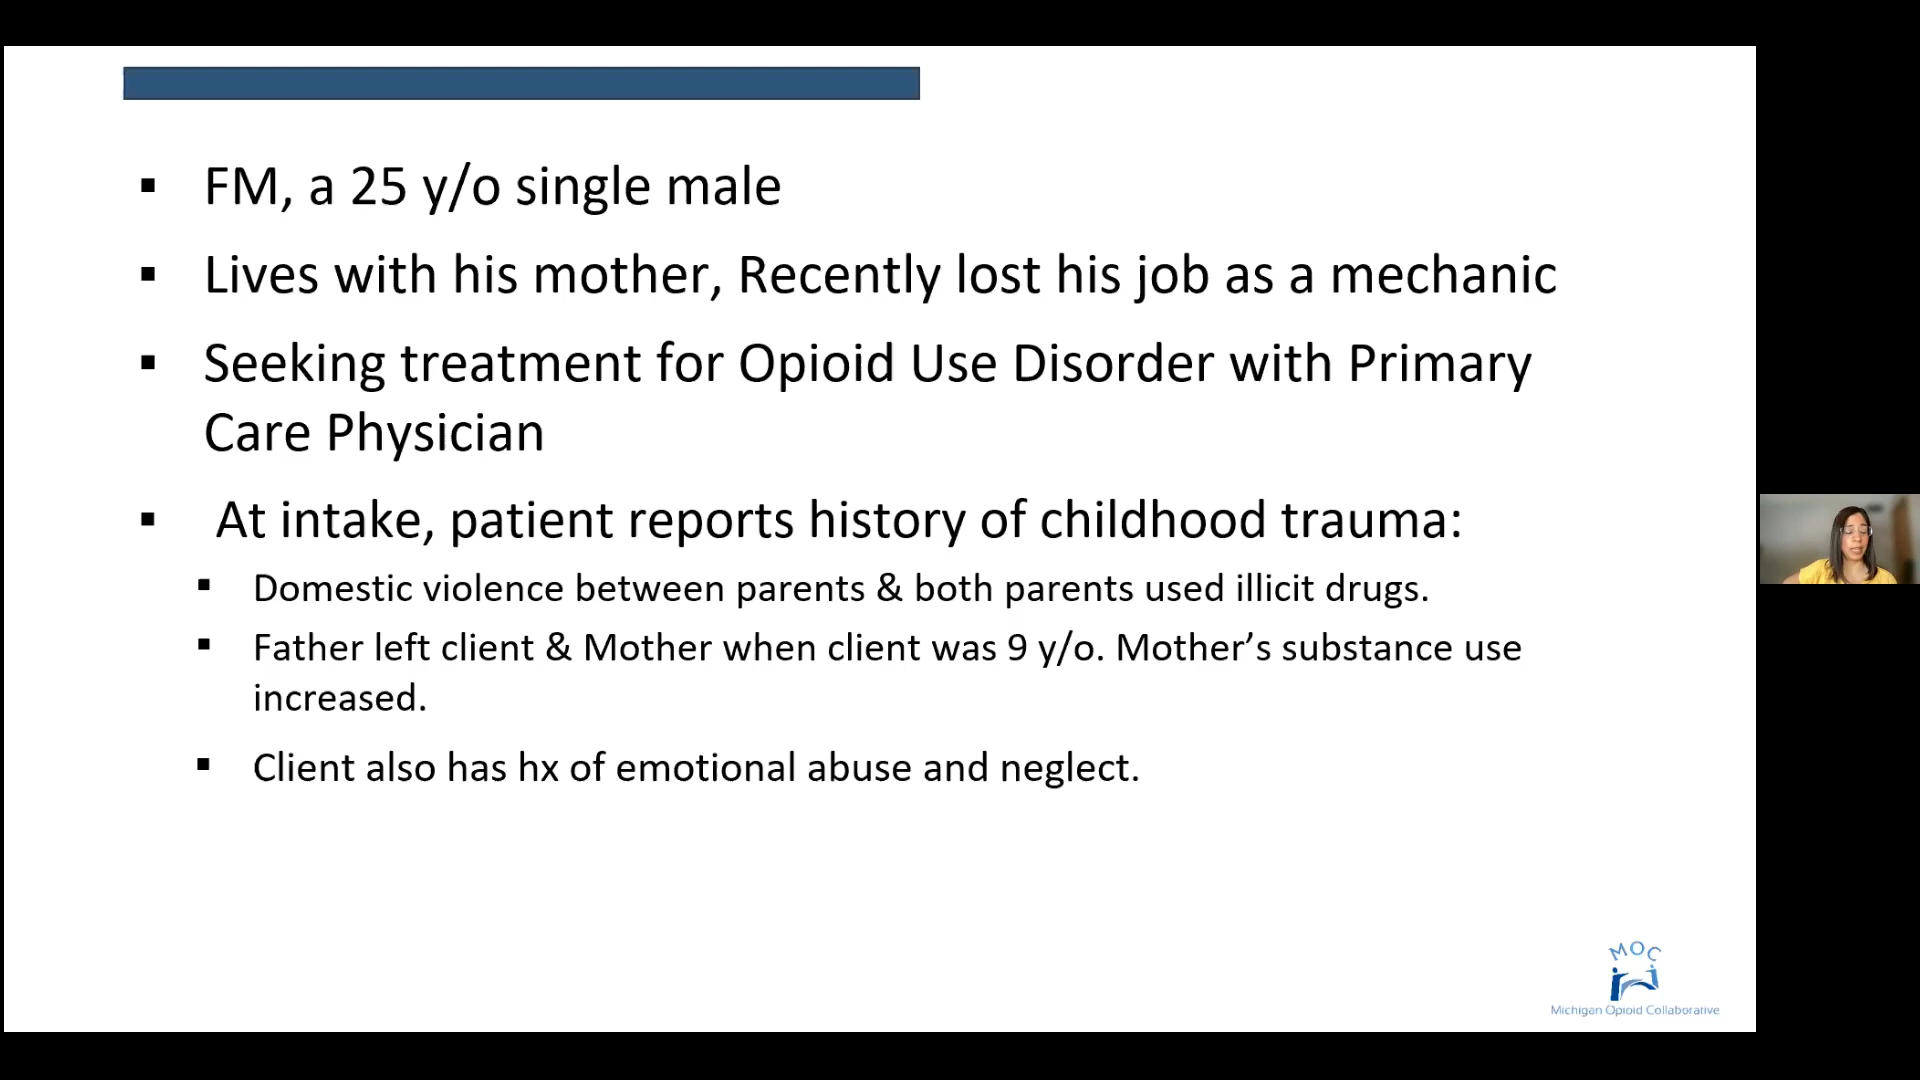 FM, a 25 y/o single male
Lives with his mother, Recently lost his job as a mechanic
Seeking treatment for Opioid Use Disorder with Primary
Care Physician
At intake, patient reports history of childhood trauma:
Domestic violence between parents & both parents used illicit drugs.
Father left client & Mother when client was 9 y/o. Mother’s substance use
increased.
Client also has hx of emotional abuse and neglect.
MOC
Michigan Opioid Collaborative